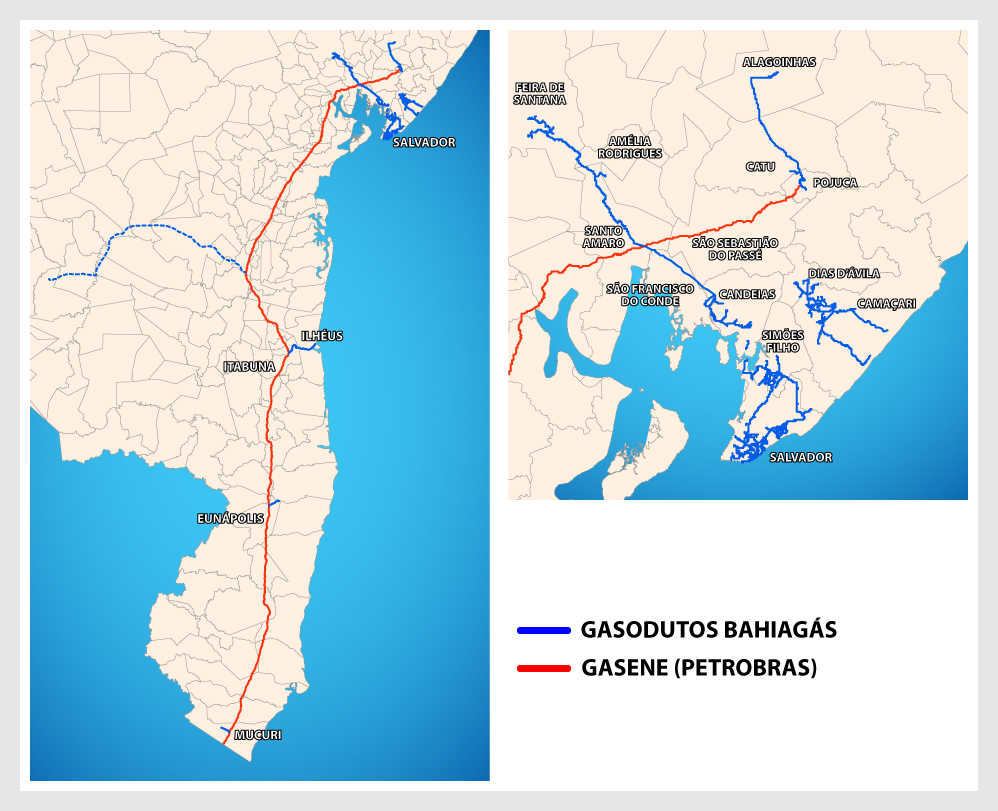 SALVADOR
ILHÉUS
ITABUNA
EUNÁPOLIS
MUCURI
ALAGOINHAS
FEIRA DE
SANTANA
AMÉLIA
RODRIGUES
CATU
POJUCA
SANTO
AMARO
SÃO SEBASTIÃO
DO PASSÉ
DIAS D'ÁVILA
SÃO FRANCISCO
DO CONDE
CANDEIAS
CAMAÇARI
SIMÕES
FILHO
SALVADOR
GASODUTOS BAHIAGÁS
GASENE (PETROBRAS)